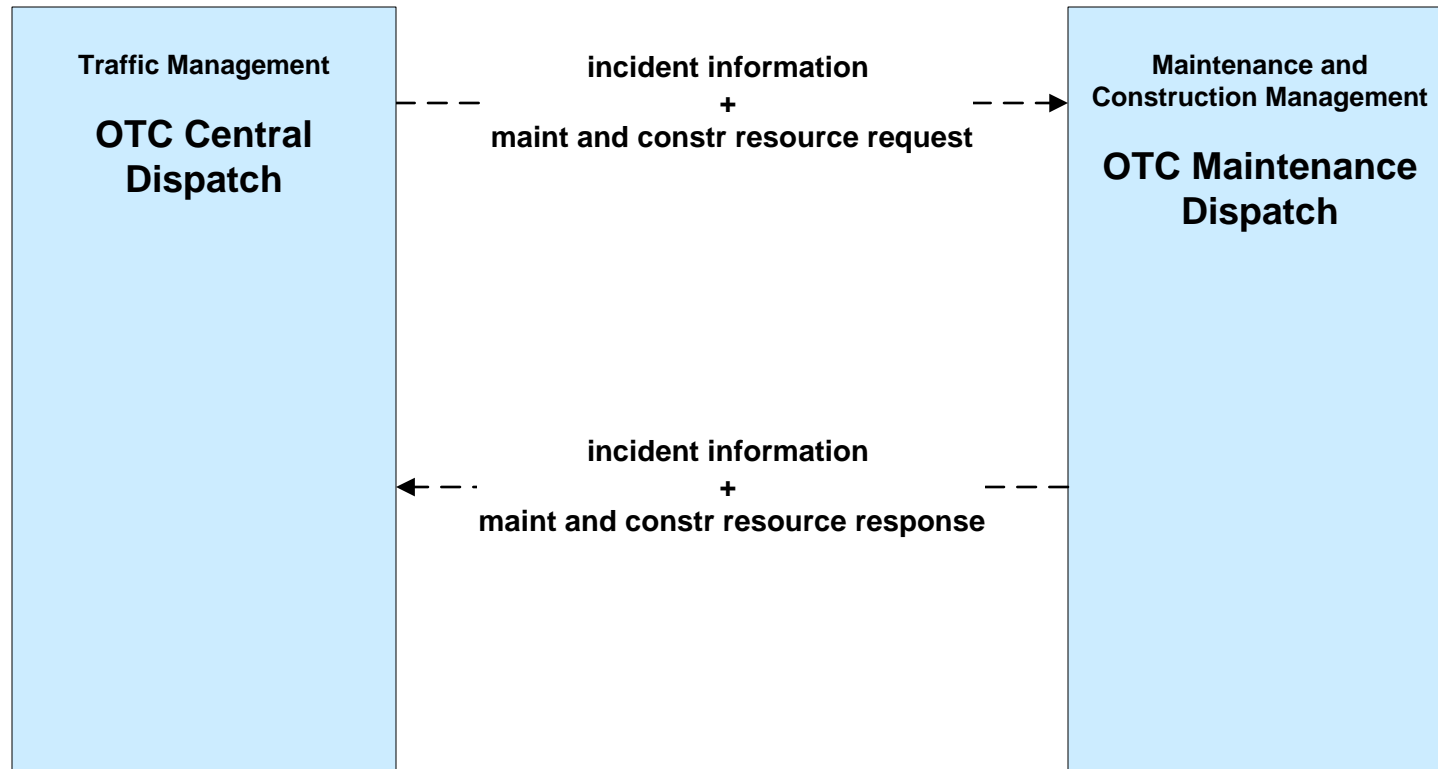 Traffic Management
OTC Central
Dispatch
incident information
+
maint and constr resource request
Maintenance and
Construction Management
OTC Maintenance
Dispatch
incident information
+
maint and constr resource response